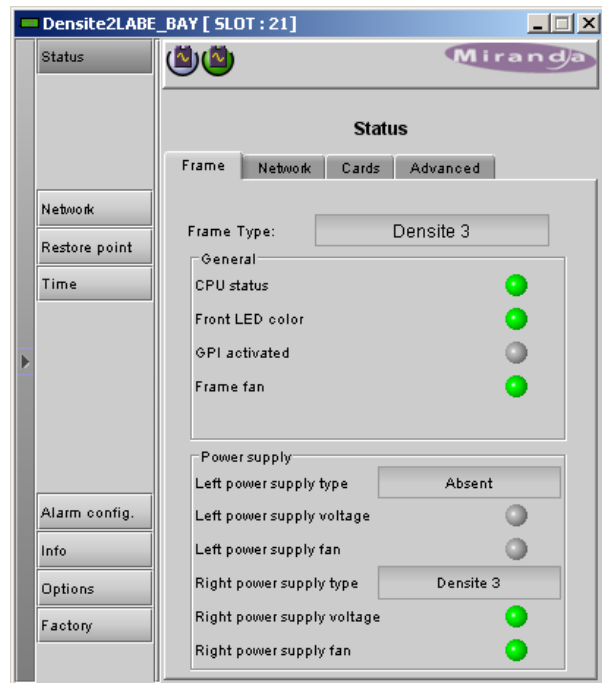 Densite2LABE_BAY [ SLOT : 21]
Status
Miranda
Status
Frame Network Cards Advanced
Network
Restore point
Time
Frame Type: Densite 3
General
CPU status
Front LED color
GPI activated
Frame fan
Power supply
Left power supply type Absent
Left power supply voltage
Left power supply fan
Right power supply type Densite 3
Right power supply voltage
Right power supply fan
Alarm config.
Info
Options
Factory